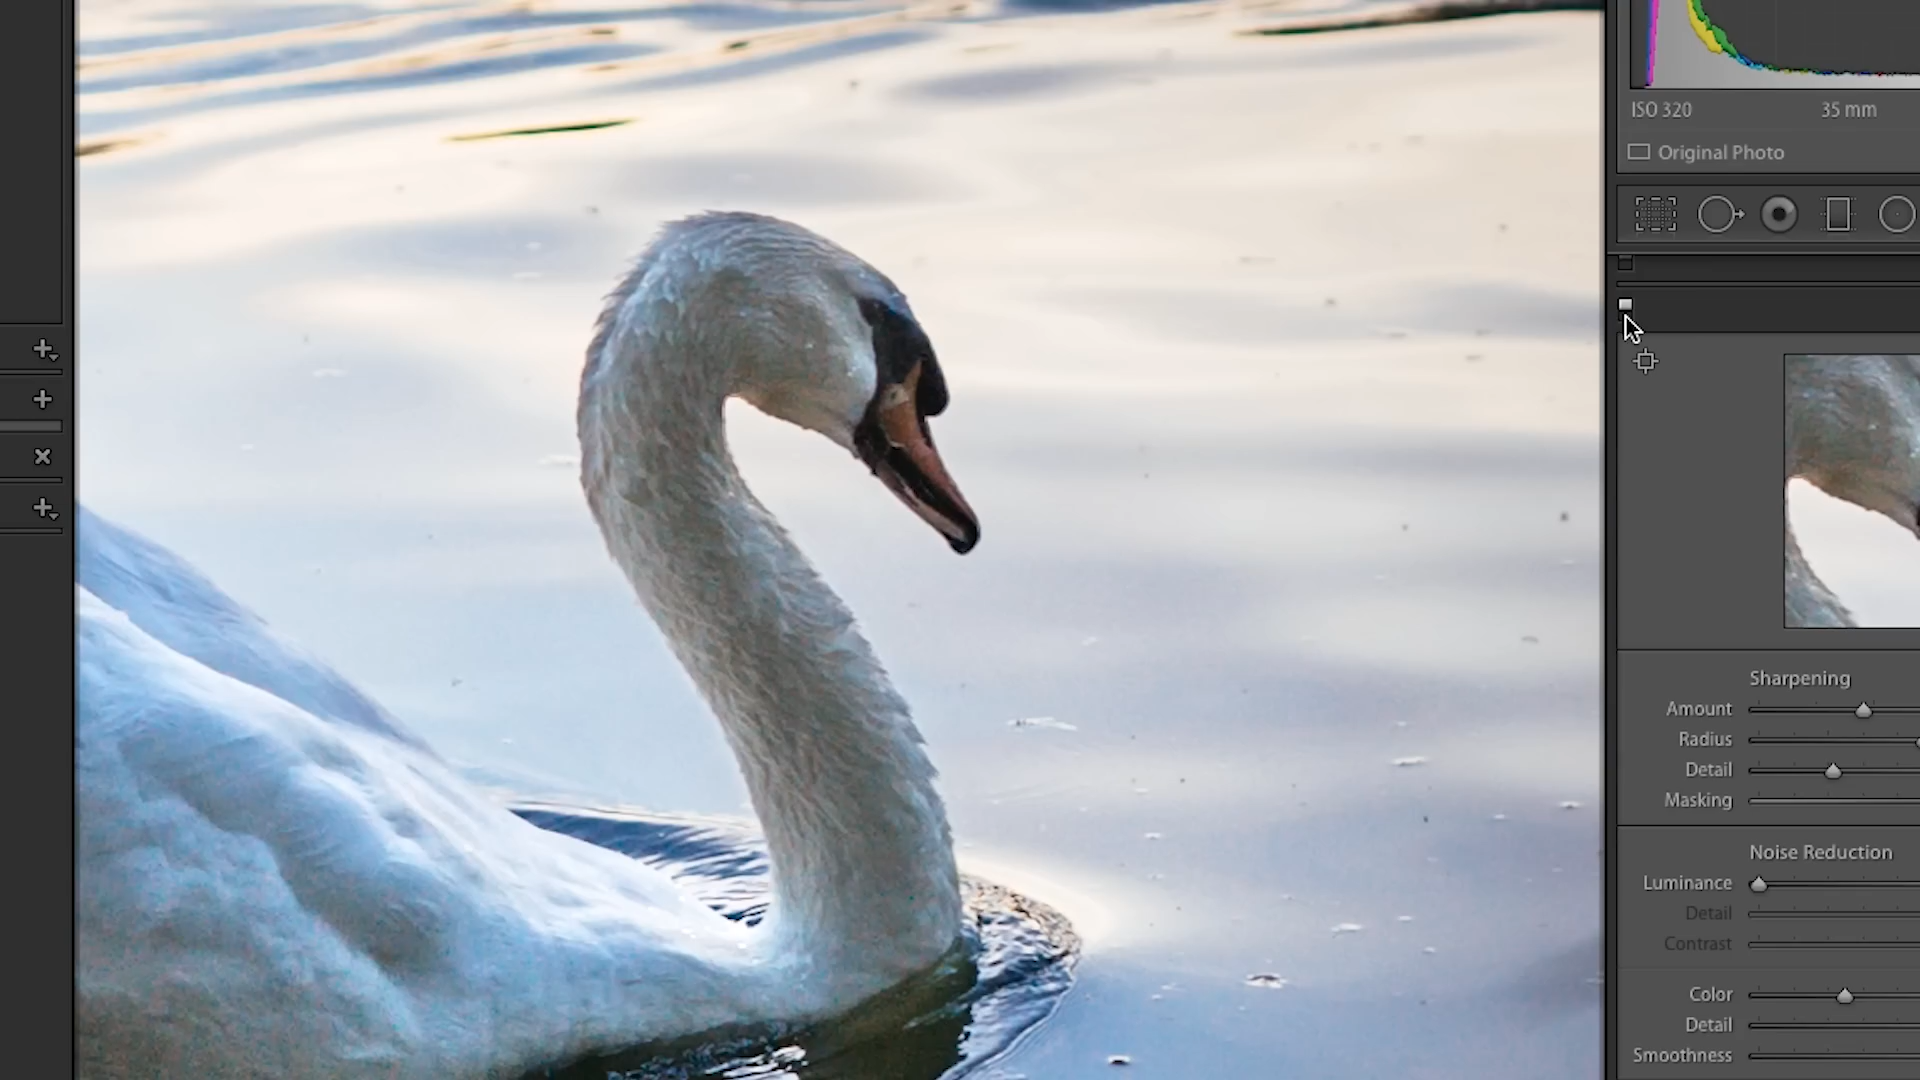 ISO 320 35 mm
Original Photo
Sharpening
Amount
Radius
Detail
Masking
Noise Reduction
Luminance
Detail
Contrast
Color
Detail
Smoothness